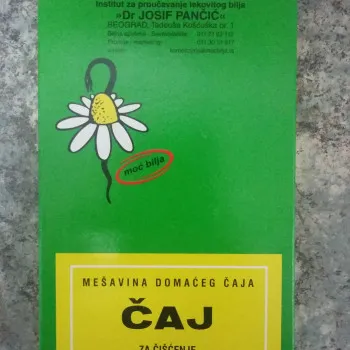 Institut za proučavanje lekovitog bilja
»Dr JOSIF PANČIĆ«
BEOGRAD, Tadeuša Košćuška br. 1
moć bilja
MEŠAVINA DOMAĆEG ČAJA
ČAJ
ZA ČIŠĆENJE